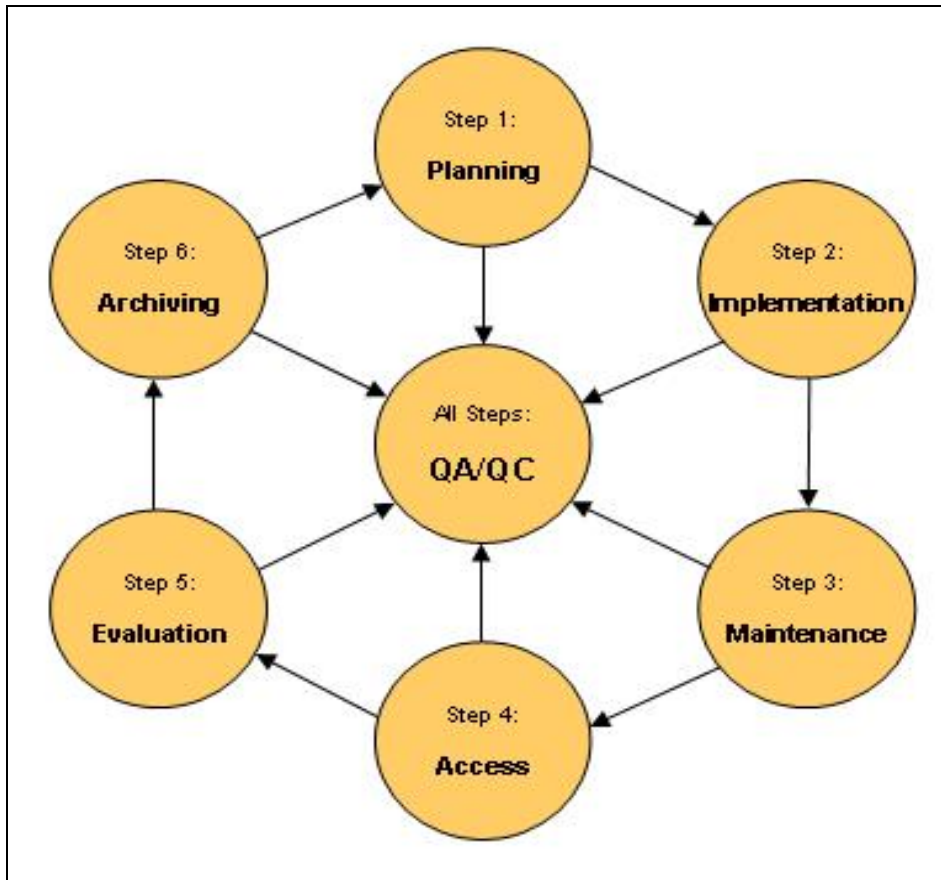 Step 1:
Planning
Step 2:
Implementation
Step 3:
Maintenance
Step 4:
Access
Step 5:
Evaluation
Step 6:
Archiving
All Steps:
QA/QC